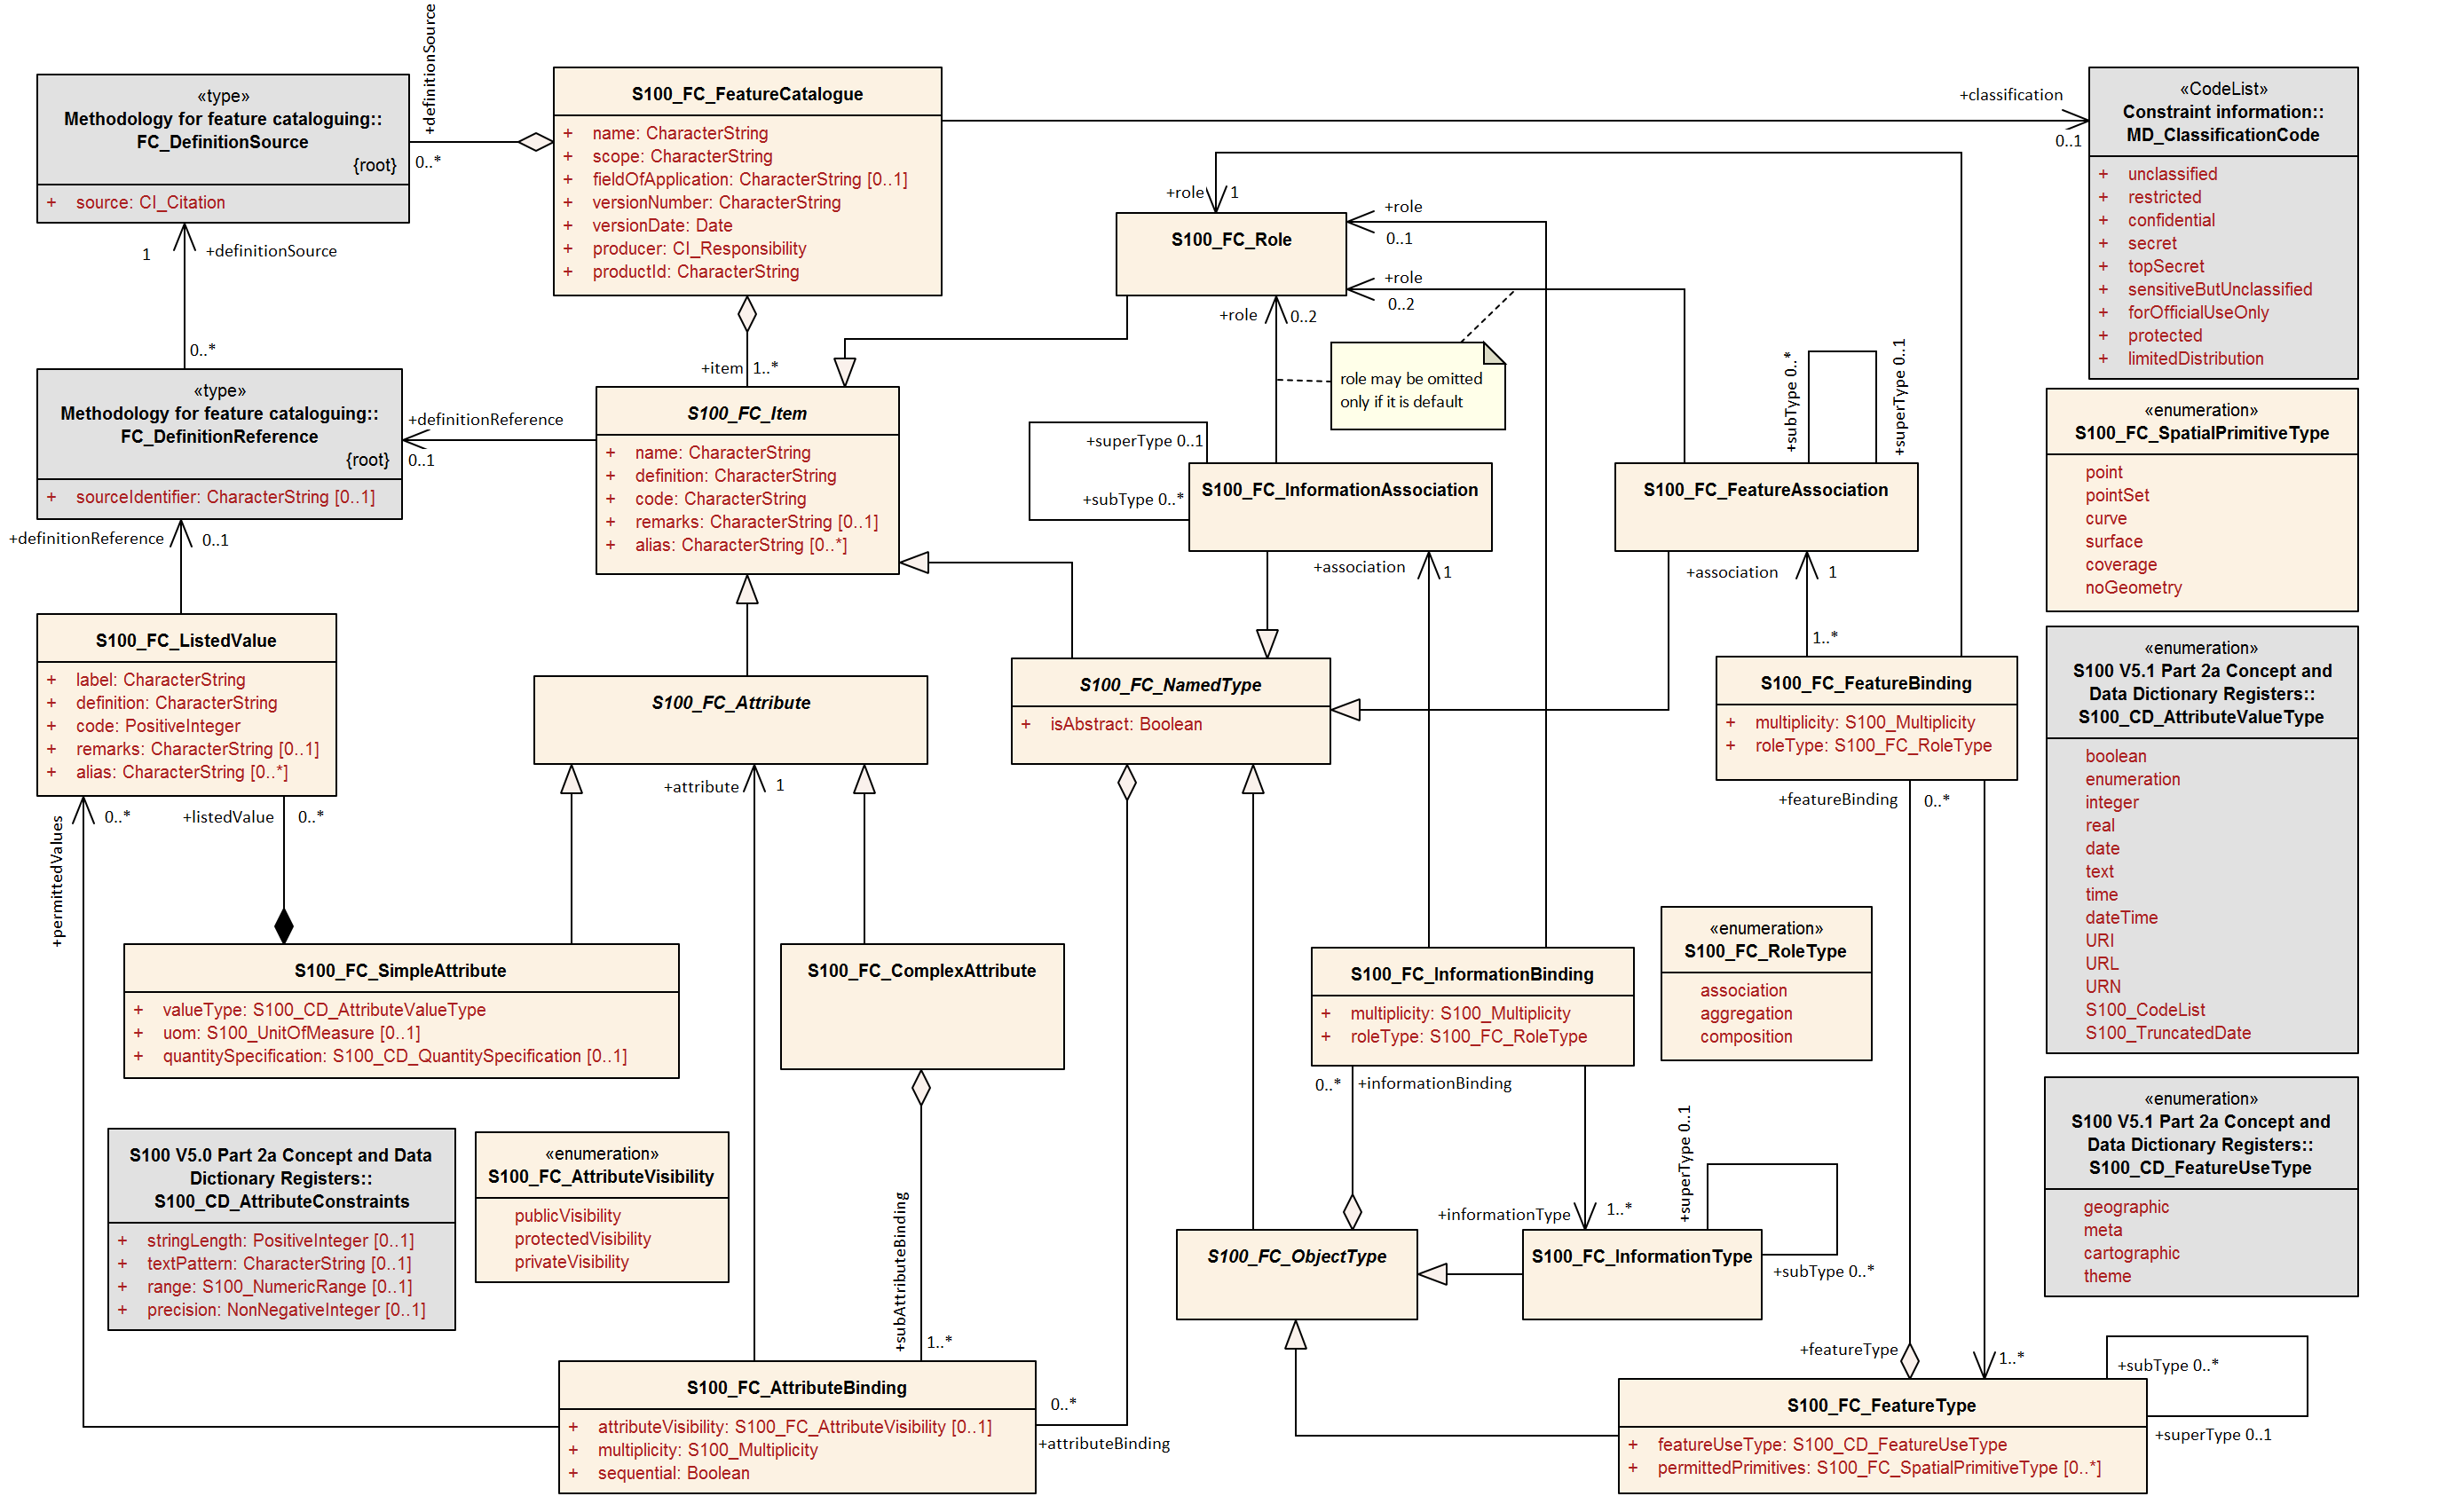 «type»
Methodology for feature cataloguing::
FC_DefinitionSource
{root}
+ source: CI_Citation
+definitionSource
0..*
1
+definitionSource
0..*
«type»
Methodology for feature cataloguing::
FC_DefinitionReference
{root}
+ sourceIdentifier: CharacterString [0..1]
+definitionReference
0..1
+definitionReference
0..1
S100_FC_FeatureCatalogue
+ name: CharacterString
+ scope: CharacterString
+ fieldOfApplication: CharacterString [0..1]
+ versionNumber: CharacterString
+ versionDate: Date
+ producer: CI_Responsibility
+ productId: CharacterString
+item
1..*
+classification
0..1
«CodeList»
Constraint information::
MD_ClassificationCode
+ unclassified
+ restricted
+ confidential
+ secret
+ topSecret
+ sensitiveButUnclassified
+ forOfficialUseOnly
+ protected
+ limitedDistribution
+role
1
S100_FC_Role
+role
0..1
+role
0..2
+role
0..2
role may be omitted
only if it is default
S100_FC_Item
+ name: CharacterString
+ definition: CharacterString
+ code: CharacterString
+ remarks: CharacterString [0..1]
+ alias: CharacterString [0..*]
+superType 0..1
+subType 0..*
S100_FC_InformationAssociation
+association
1
+subType 0..*
+superType 0..1
S100_FC_FeatureAssociation
+association
1
1..*
«enumeration»
S100_FC_SpatialPrimitiveType
point
pointSet
curve
surface
coverage
noGeometry
S100_FC_ListedValue
+ label: CharacterString
+ definition: CharacterString
+ code: PositiveInteger
+ remarks: CharacterString [0..1]
+ alias: CharacterString [0..*]
+permittedValues
0..*
+listedValue
0..*
S100_FC_Attribute
+attribute
1
S100_FC_NamedType
+ isAbstract: Boolean
S100_FC_FeatureBinding
+ multiplicity: S100_Multiplicity
+ roleType: S100_FC_RoleType
+featureBinding
0..*
«enumeration»
S100 V5.1 Part 2a Concept and
Data Dictionary Registers::
S100_CD_AttributeValueType
boolean
enumeration
integer
real
date
text
time
dateTime
URI
URL
URN
S100_CodeList
S100_TruncatedDate
S100_FC_SimpleAttribute
+ valueType: S100_CD_AttributeValueType
+ uom: S100_UnitOfMeasure [0..1]
+ quantitySpecification: S100_CD_QuantitySpecification [0..1]
S100_FC_ComplexAttribute
S100_FC_InformationBinding
+ multiplicity: S100_Multiplicity
+ roleType: S100_FC_RoleType
0..*
+informationBinding
«enumeration»
S100_FC_RoleType
association
aggregation
composition
S100 V5.0 Part 2a Concept and Data
Dictionary Registers::
S100_CD_AttributeConstraints
+ stringLength: PositiveInteger [0..1]
+ textPattern: CharacterString [0..1]
+ range: S100_NumericRange [0..1]
+ precision: NonNegativeInteger [0..1]
«enumeration»
S100_FC_AttributeVisibility
publicVisibility
protectedVisibility
privateVisibility
+subAttributeBinding
1..*
+informationType
1..*
+superType 0..1
S100_FC_ObjectType
S100_FC_InformationType
+subType 0..*
«enumeration»
S100 V5.1 Part 2a Concept and
Data Dictionary Registers::
S100_CD_FeatureUseType
geographic
meta
cartographic
theme
S100_FC_AttributeBinding
+ attributeVisibility: S100_FC_AttributeVisibility [0..1]
+ multiplicity: S100_Multiplicity
+ sequential: Boolean
0..*
+attributeBinding
+featureType
1..*
+subType 0..*
S100_FC_FeatureType
+ featureUseType: S100_CD_FeatureUseType
+ permittedPrimitives: S100_FC_SpatialPrimitiveType [0..*]
+superType 0..1